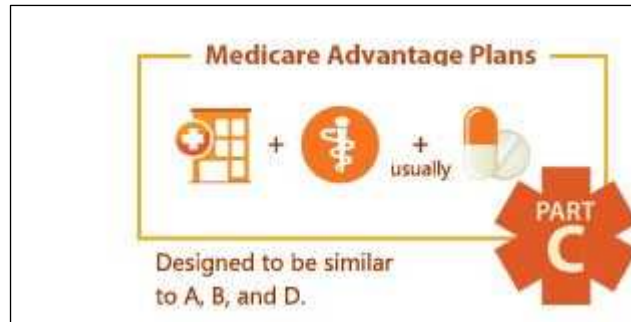 Medicare Advantage Plans
+ + usually
PART
C
Designed to be similar
to A, B, and D.